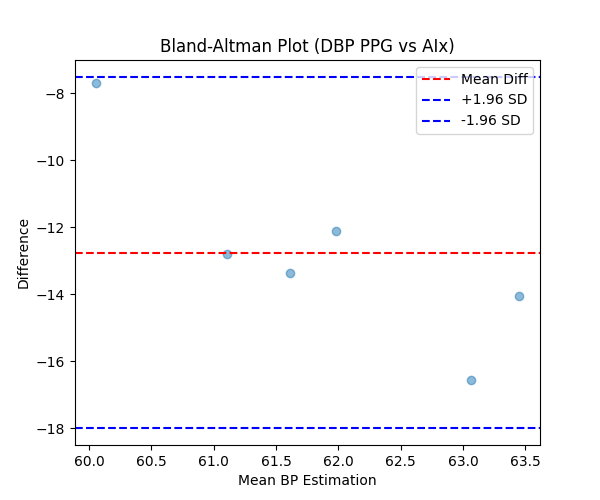 Bland-Altman Plot (DBP PPG vs AIx)
Mean Diff
+1.96 SD
-1.96 SD
Difference
−8
−10
−12
−14
−16
−18
60.0 60.5 61.0 61.5 62.0 62.5 63.0 63.5
Mean BP Estimation